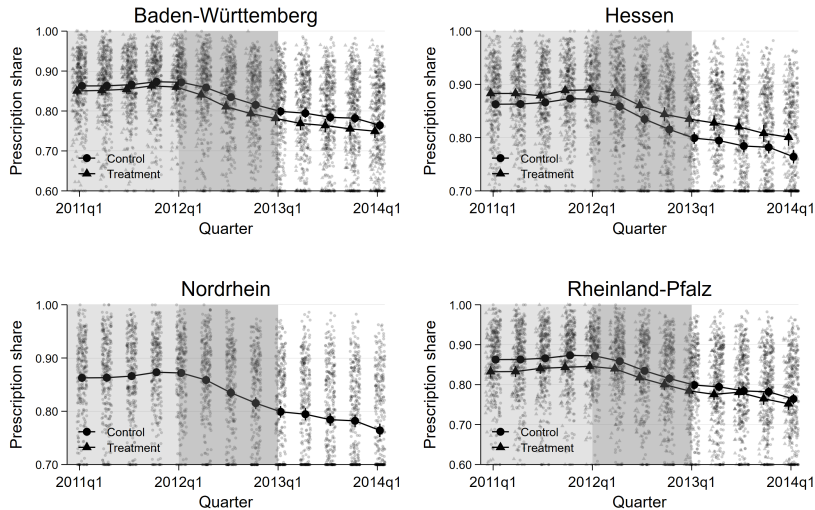 Baden-Württemberg
Prescription share
1.00
0.90
0.80
0.70
0.60
Control
Treatment
2011q1 2012q1 2013q1 2014q1
Quarter
Hessen
Prescription share
1.00
0.90
0.80
0.70
Control
Treatment
2011q1 2012q1 2013q1 2014q1
Quarter
Nordrhein
Prescription share
1.00
0.90
0.80
0.70
Control
Treatment
2011q1 2012q1 2013q1 2014q1
Quarter
Rheinland-Pfalz
Prescription share
1.00
0.90
0.80
0.70
0.60
Control
Treatment
2011q1 2012q1 2013q1 2014q1
Quarter